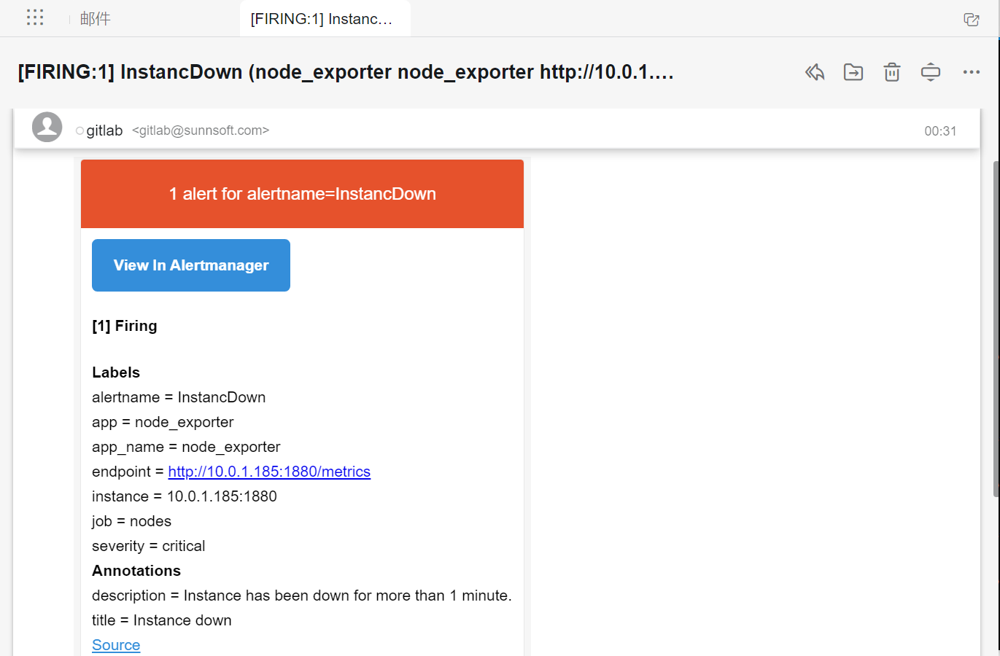 邮件
[FIRING:1] Instanc...
[FIRING:1] InstancDown (node_exporter node_exporter http://10.0.1....
gitlab <gitlab@sunnsoft.com>
00:31
1 alert for alertname=InstancDown
View In Alertmanager
[1] Firing
Labels
alertname = InstancDown
app = node_exporter
app_name = node_exporter
endpoint = http://10.0.1.185:1880/metrics
instance = 10.0.1.185:1880
job = nodes
severity = critical
Annotations
description = Instance has been down for more than 1 minute.
title = Instance down
Source